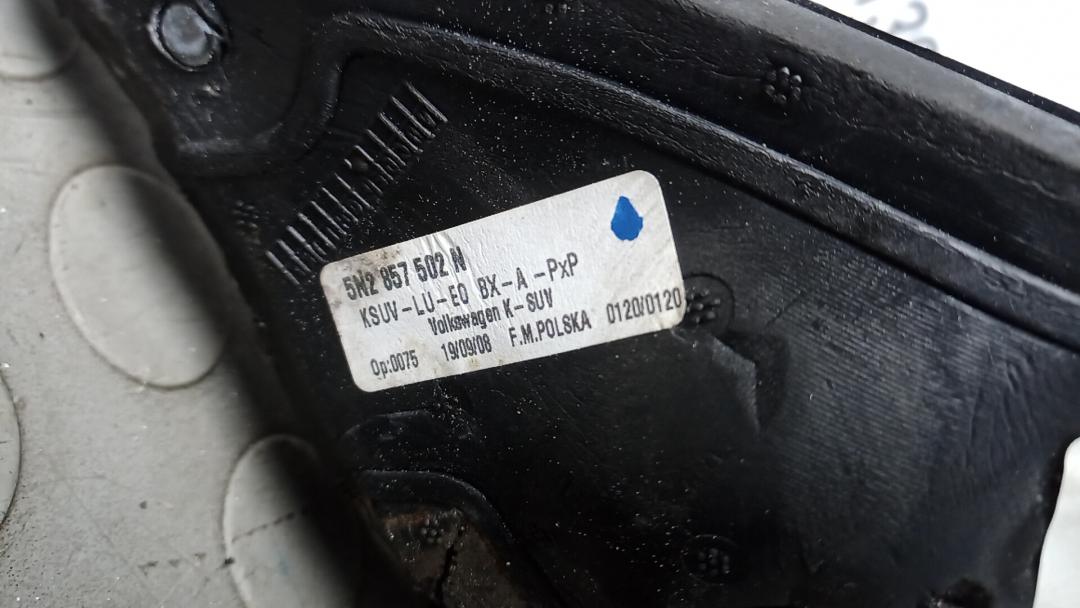 5N2 857 502 N
KSUV-LU-EO BX-A -PxP
Volkswagen K-SUV
Op:0075 19/09/08 F.M.POLSKA 0120/0120